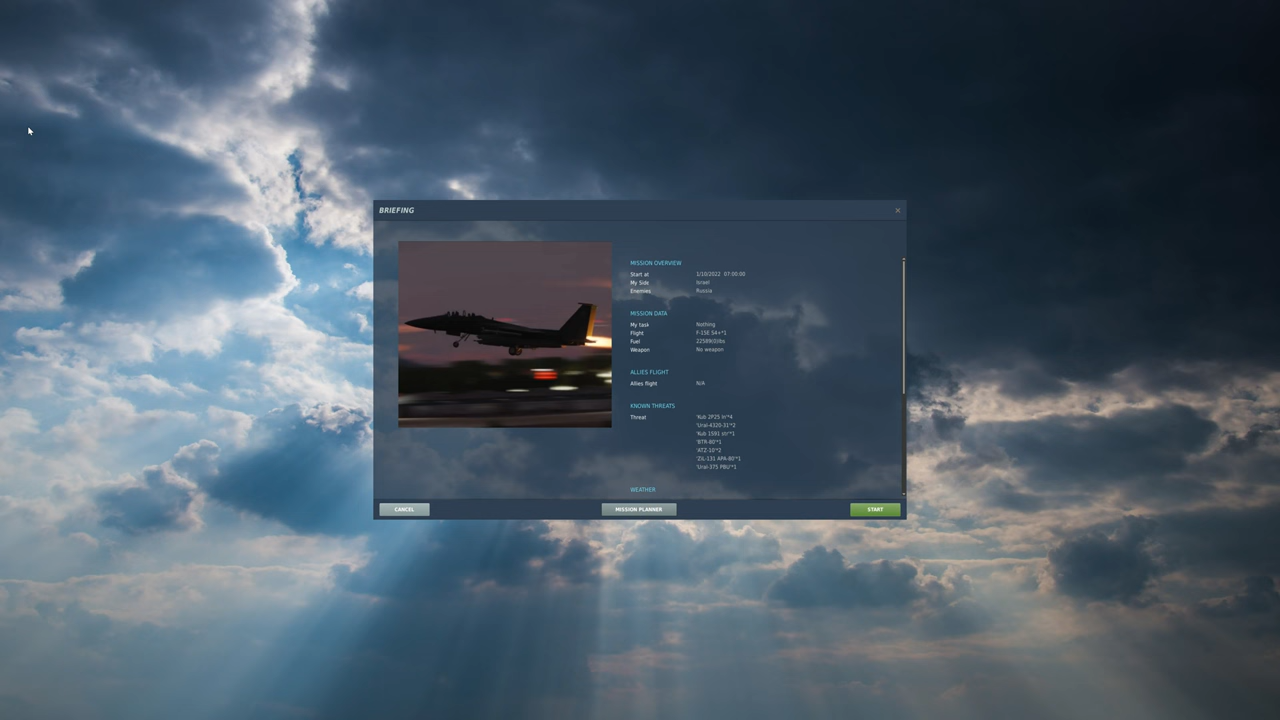 BRIEFING
MISSION OVERVIEW
Start at 1/10/2022 07:00:00
My Side Israel
Enemies Russia
MISSION DATA
My task Nothing
Flight F-15E S4+*1
Fuel 22589(0)lbs
Weapon No weapon
ALLIES FLIGHT
Allies flight N/A
KNOWN THREATS
Threat 'Kub 2P25 ln'*4
'Ural-4320-31'*2
'Kub 1S91 str'*1
'BTR-80'*1
'ATZ-10'*2
'ZIL-131 APA-80'*1
'Ural-375 PBU'*1
WEATHER
CANCEL
MISSION PLANNER
START